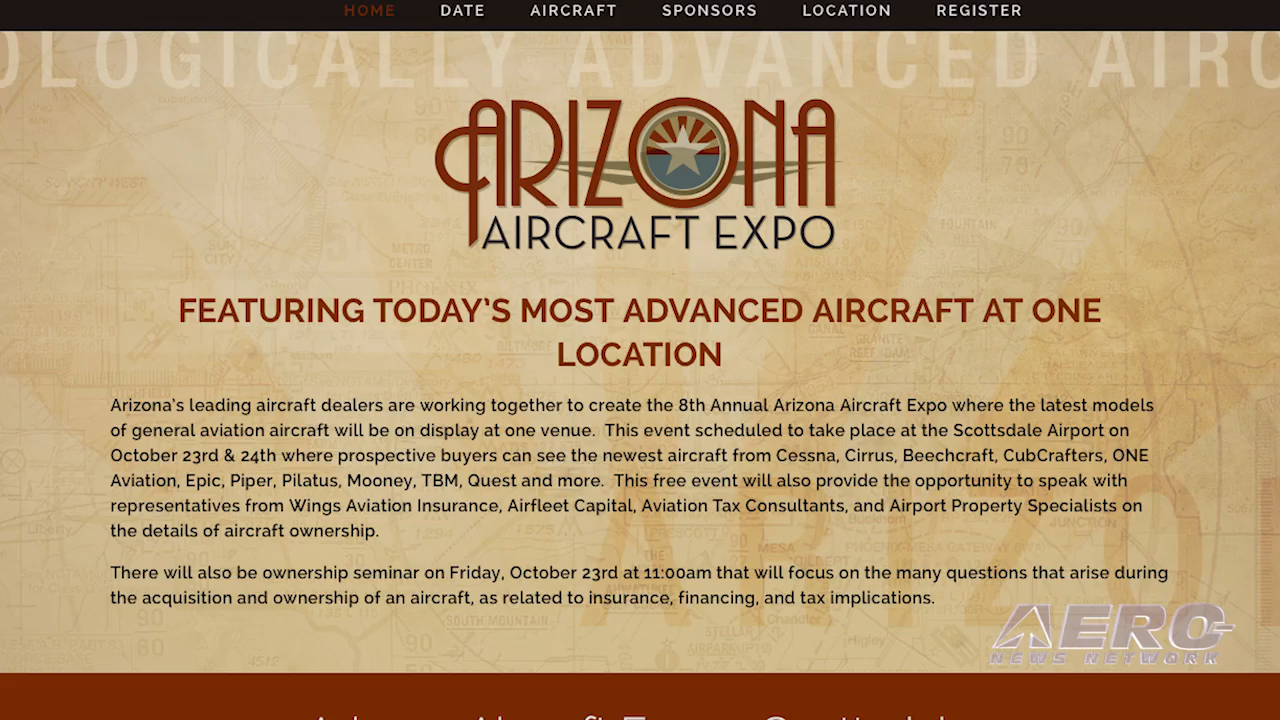 HOME DATE AIRCRAFT SPONSORS LOCATION REGISTER
OLOGICALLY ADVANCED AIRC
ARIZONA
AIRCRAFT EXPO
FEATURING TODAY'S MOST ADVANCED AIRCRAFT AT ONE
LOCATION
Arizona's leading aircraft dealers are working together to create the 8th Annual Arizona Aircraft Expo where the latest models
of general aviation aircraft will be on display at one venue. This event scheduled to take place at the Scottsdale Airport on
October 23rd & 24th where prospective buyers can see the newest aircraft from Cessna, Cirrus, Beechcraft, CubCrafters, ONE
Aviation, Epic, Piper, Pilatus, Mooney, TBM, Quest and more. This free event will also provide the opportunity to speak with
representatives from Wings Aviation Insurance, Airfleet Capital, Aviation Tax Consultants, and Airport Property Specialists on
the details of aircraft ownership.
There will also be ownership seminar on Friday, October 23rd at 11:00am that will focus on the many questions that arise during
the acquisition and ownership of an aircraft, as related to insurance, financing, and tax implications.
AERO
NEWS NETWORK